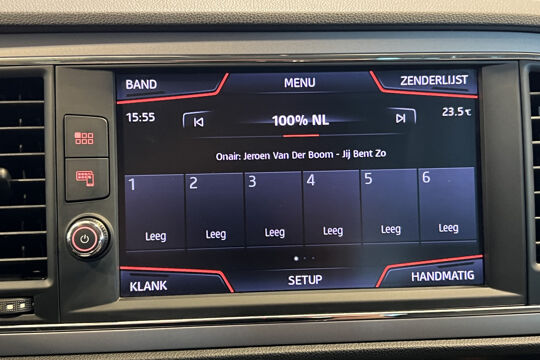 BAND MENU ZENDERLIJST
15:55 100% NL 23.5℃
Onair: Jeroen Van Der Boom - Jij Bent Zo
1 2 3 4 5 6
Leeg Leeg Leeg Leeg Leeg Leeg
KLANK SETUP HANDMATIG